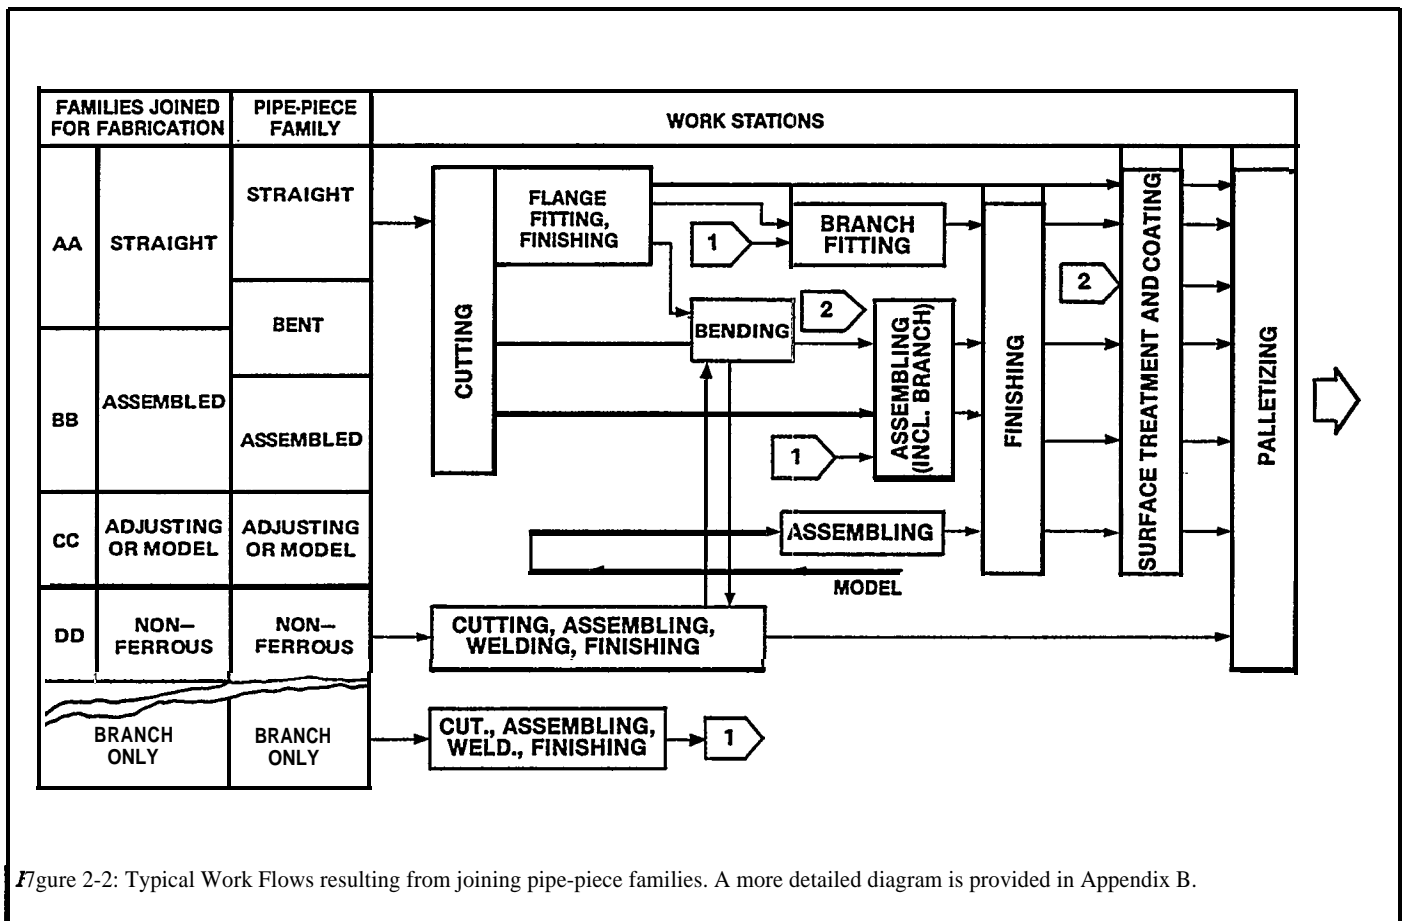 FAMILIES JOINED
FOR FABRICATION
PIPE-PIECE
FAMILY
WORK STATIONS
AA
STRAIGHT
STRAIGHT
BENT
BB
ASSEMBLED
ASSEMBLED
CC
ADJUSTING
OR MODEL
ADJUSTING
OR MODEL
DD
NON–
FERROUS
NON–
FERROUS
BRANCH
ONLY
BRANCH
ONLY
CUTTING
FLANGE
FITTING,
FINISHING
1
BRANCH
FITTING
BENDING
2
ASSEMBLING
(INCL. BRANCH)
1
ASSEMBLING
MODEL
FINISHING
2
SURFACE TREATMENT AND COATING
PALLETIZING
CUTTING, ASSEMBLING,
WELDING, FINISHING
CUT., ASSEMBLING,
WELD., FINISHING
1
F7gure 2-2: Typical Work Flows resulting from joining pipe-piece families. A more detailed diagram is provided in Appendix B.